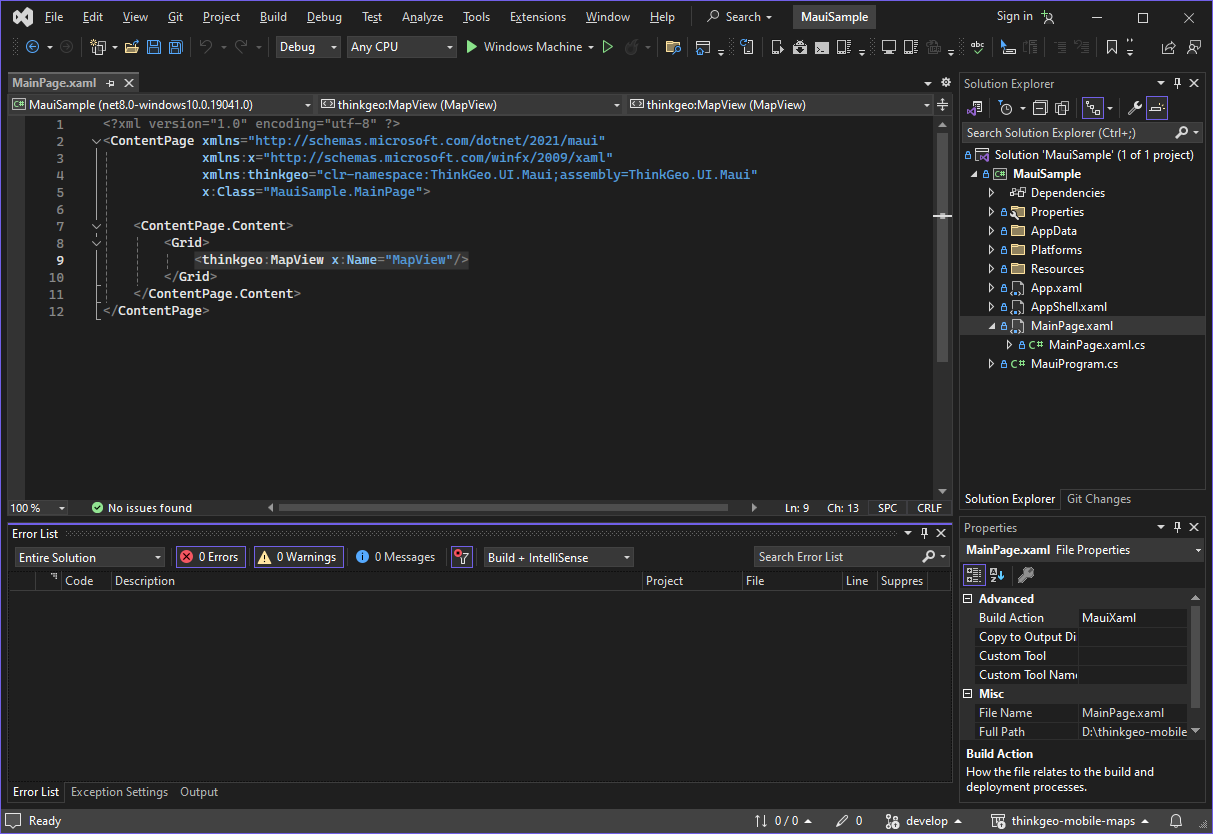 File Edit View Git Project Build Debug Test Analyze Tools Extensions Window Help Search MauiSample Sign in
Debug Any CPU Windows Machine
MainPage.xaml
MauiSample (net8.0-windows10.0.19041.0) thinkgeo:MapView (MapView) thinkgeo:MapView (MapView)
1 <?xml version="1.0" encoding="utf-8" ?>
2 <ContentPage xmlns="http://schemas.microsoft.com/dotnet/2021/maui"
3 xmlns:x="http://schemas.microsoft.com/winfx/2009/xaml"
4 xmlns:thinkgeo="clr-namespace:ThinkGeo.UI.Maui;assembly=ThinkGeo.UI.Maui"
5 x:Class="MauiSample.MainPage">
6
7 <ContentPage.Content>
8 <Grid>
9 <thinkgeo:MapView x:Name="MapView"/>
10 </Grid>
11 </ContentPage.Content>
12 </ContentPage>
100 % No issues found Ln: 9 Ch: 13 SPC CRLF
Error List
Entire Solution 0 Errors 0 Warnings 0 Messages Build + IntelliSense Search Error List
Code Description Project File Line Suppres
Error List Exception Settings Output
Solution Explorer
Search Solution Explorer (Ctrl+;)
Solution 'MauiSample' (1 of 1 project)
C# MauiSample
Dependencies
Properties
AppData
Platforms
Resources
App.xaml
AppShell.xaml
MainPage.xaml
C# MainPage.xaml.cs
C# MauiProgram.cs
Solution Explorer Git Changes
Properties
MainPage.xaml File Properties
Advanced
Build Action MauiXaml
Copy to Output Di
Custom Tool
Custom Tool Name
Misc
File Name MainPage.xaml
Full Path D:\thinkgeo-mobile
Build Action
How the file relates to the build and
deployment processes.
Ready 0 / 0 0 develop thinkgeo-mobile-maps